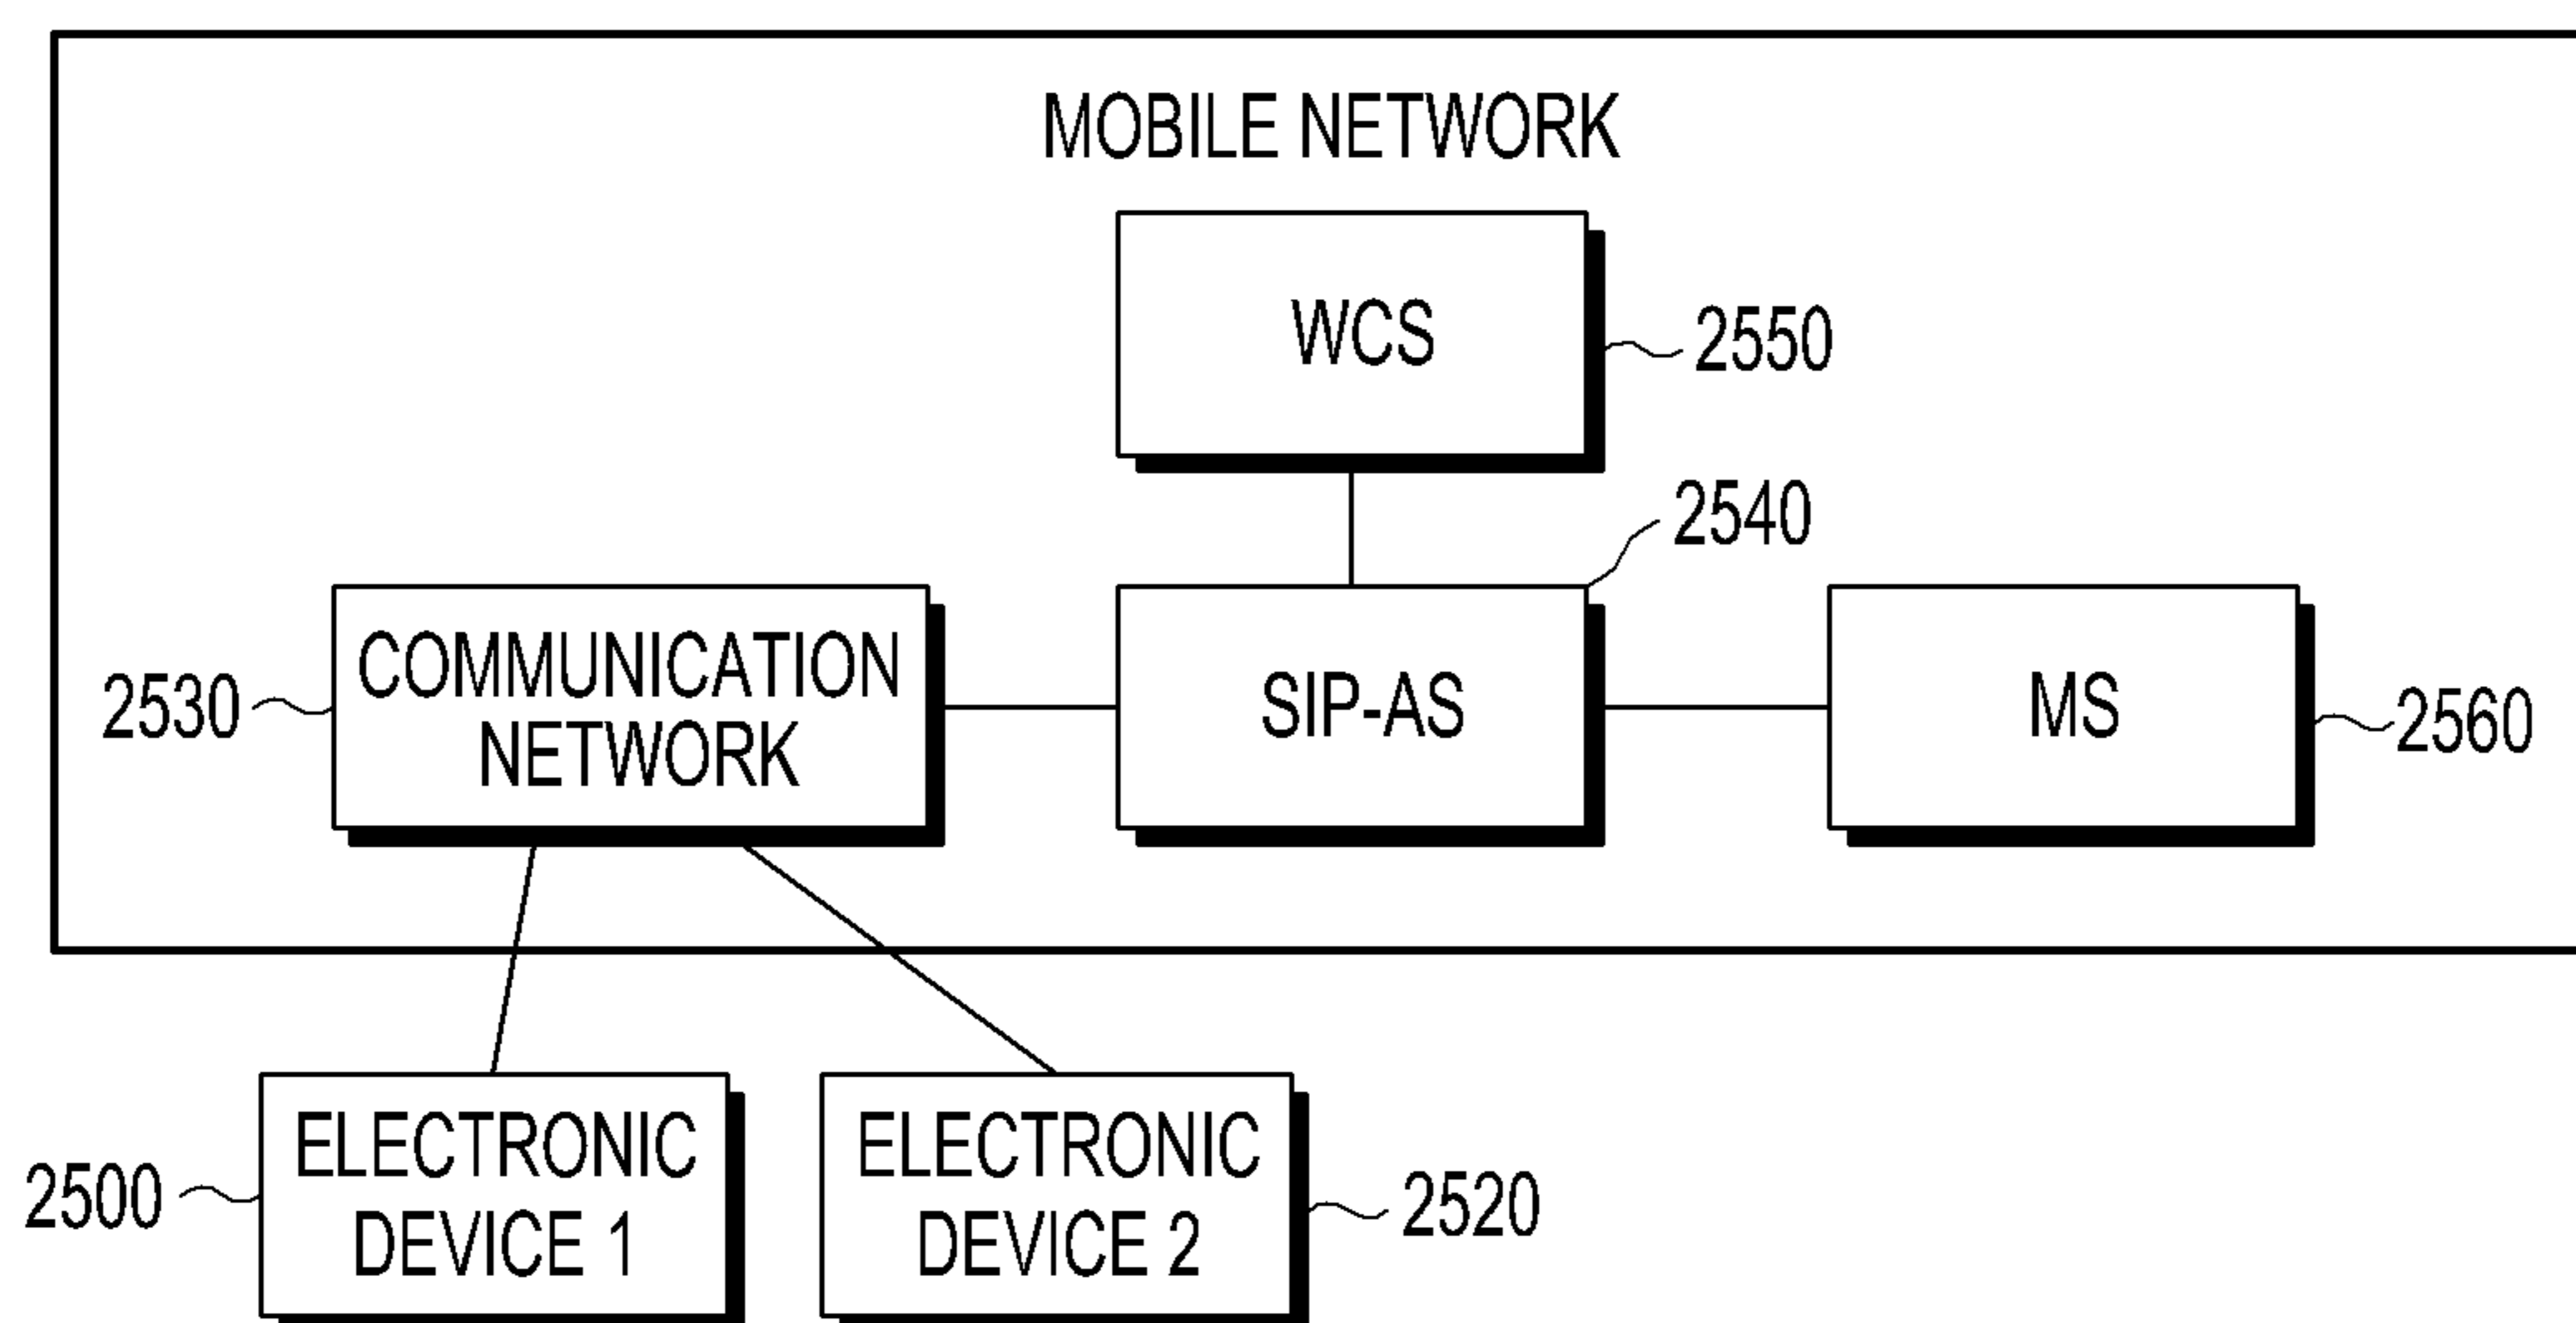 MOBILE NETWORK
WCS
2550
2540
COMMUNICATION
NETWORK
2530
SIP-AS
MS
2560
ELECTRONIC
DEVICE 1
2500
ELECTRONIC
DEVICE 2
2520